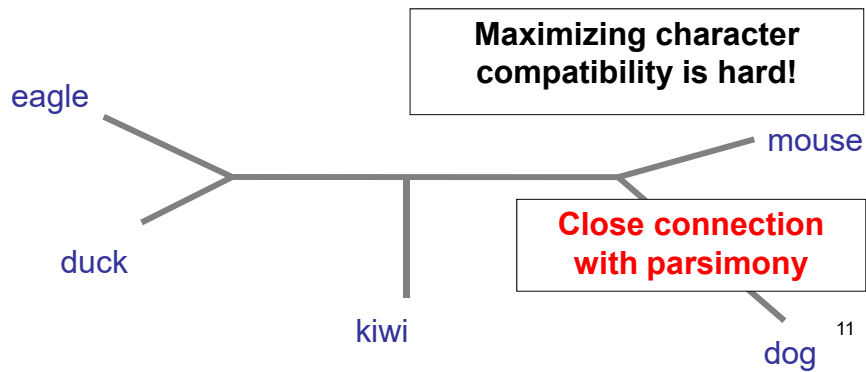 Maximizing character
compatibility is hard!
eagle
mouse
Close connection
with parsimony
duck
kiwi
11
dog